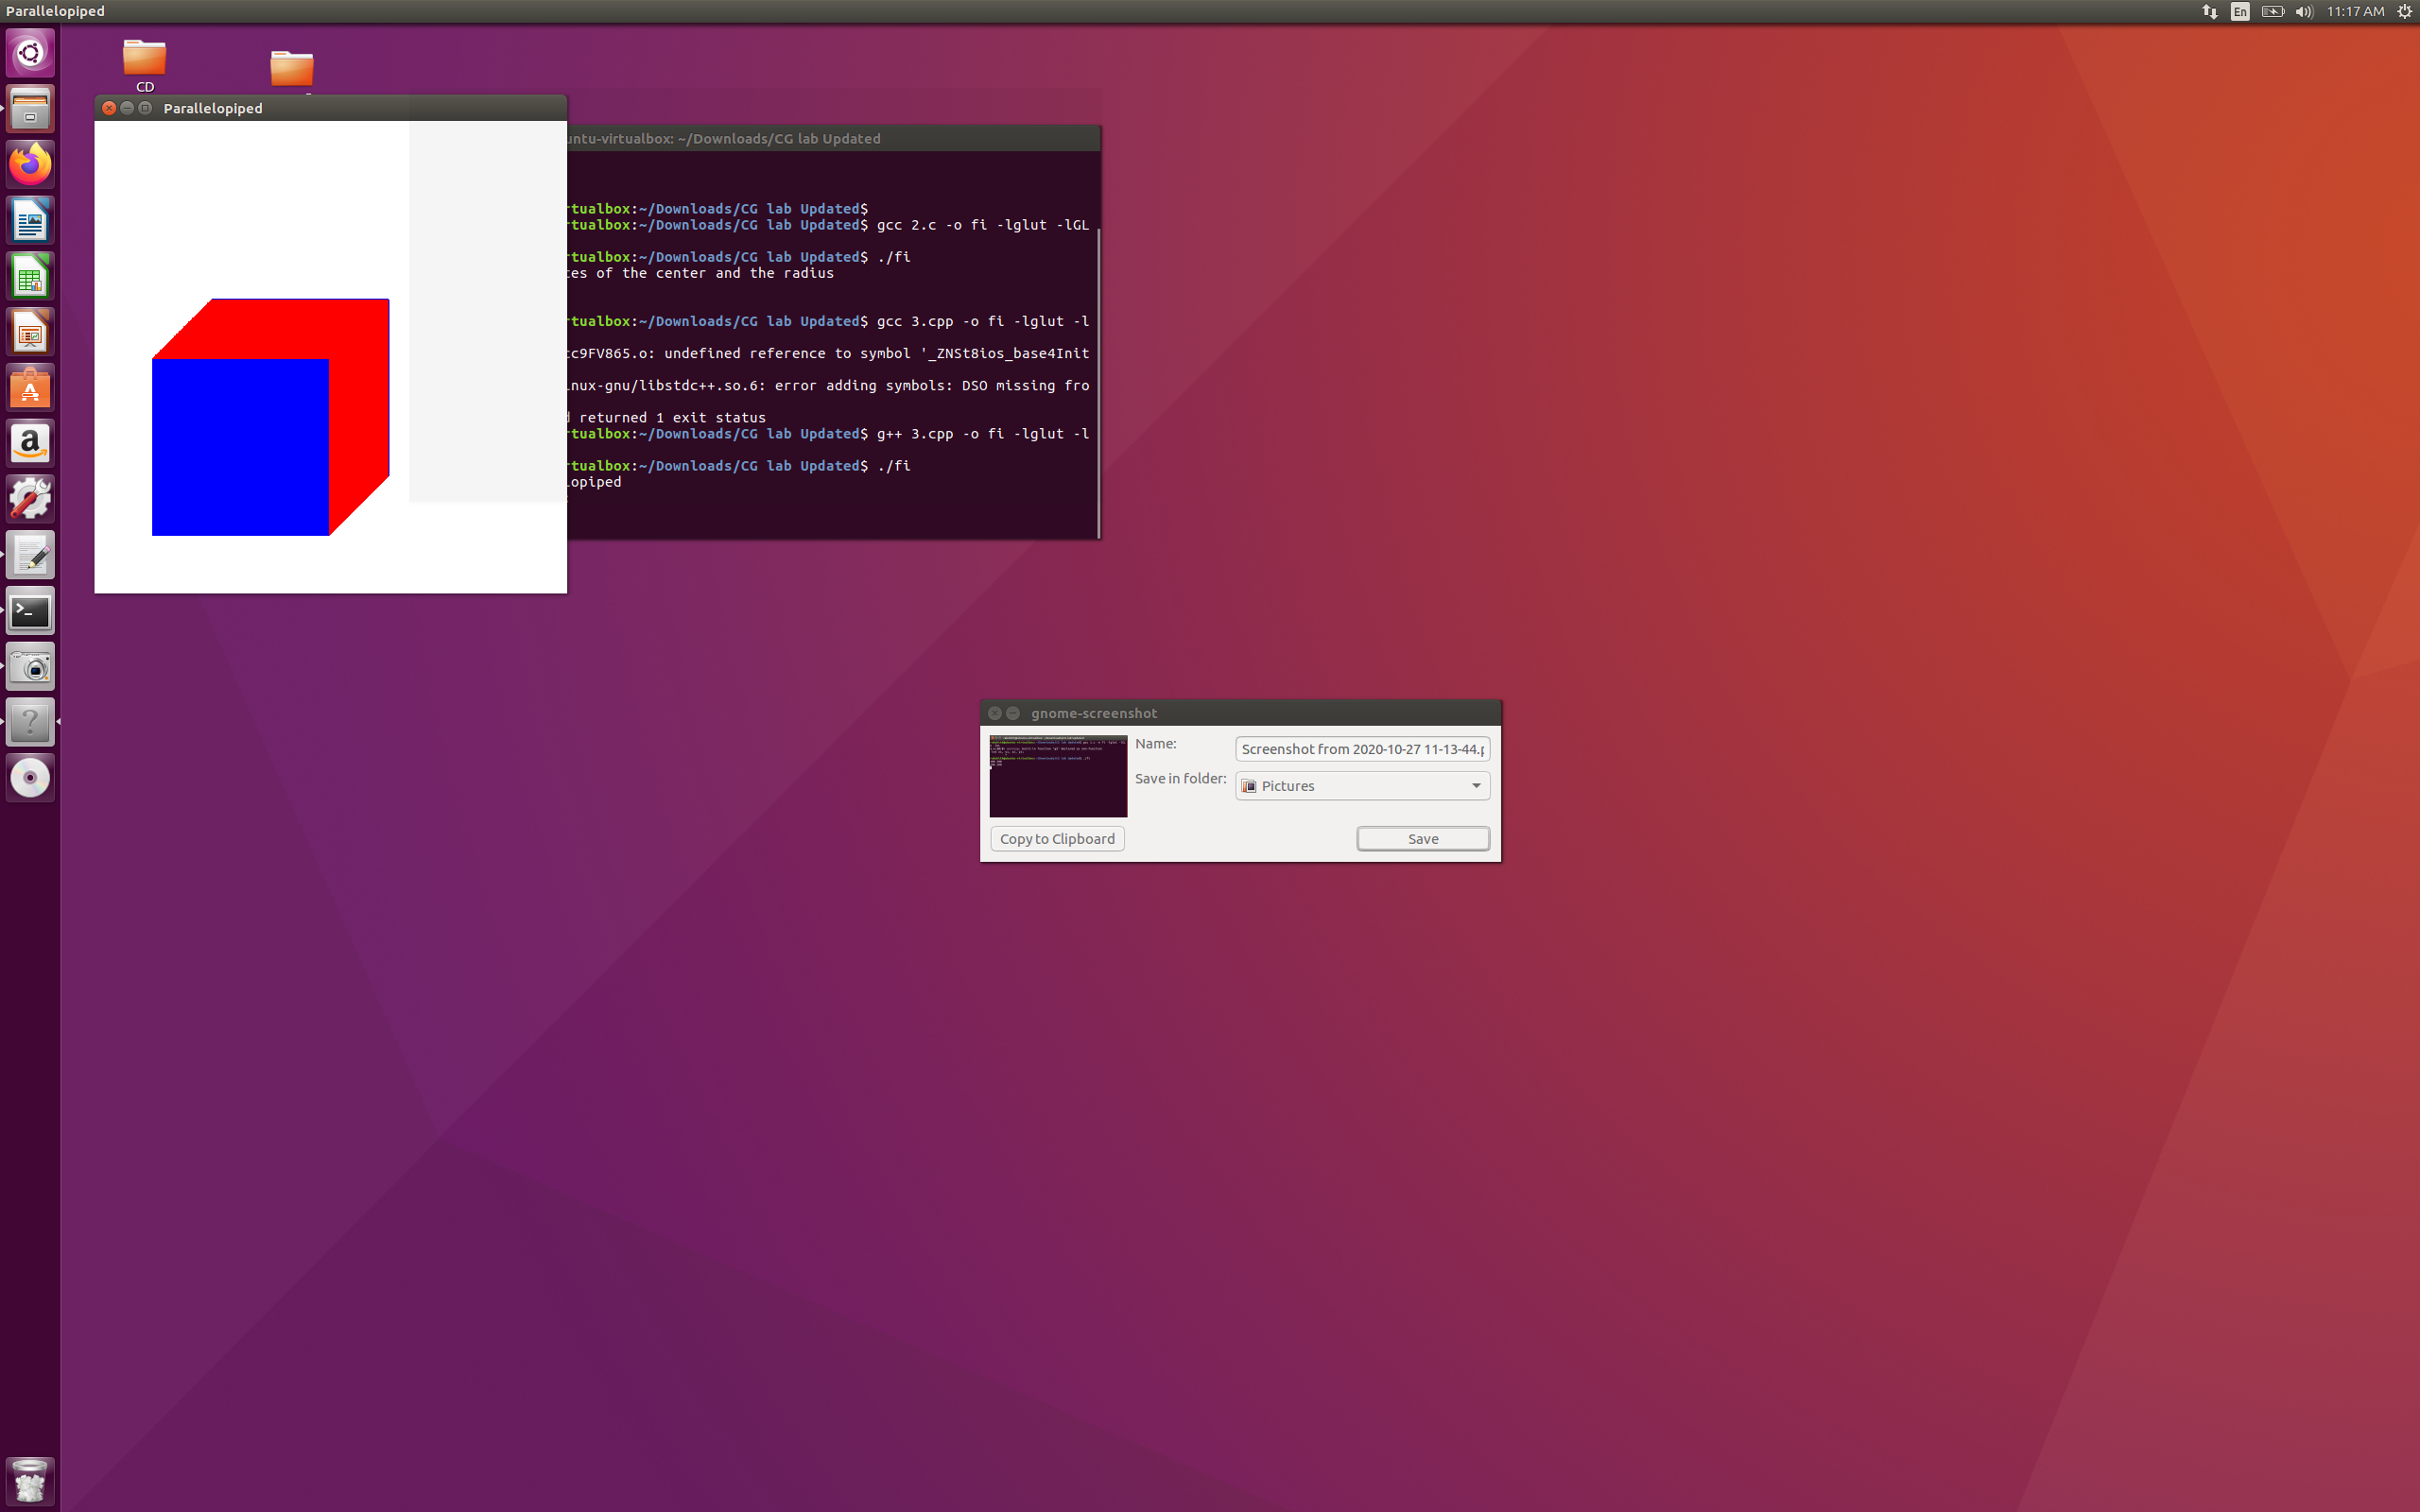 Parallelopiped
En
11:17 AM
CD
Parallelopiped
untu-virtualbox: ~/Downloads/CG lab Updated
rtualbox:~/Downloads/CG lab Updated$
rtualbox:~/Downloads/CG lab Updated$ gcc 2.c -o fi -lglut -lGL
rtualbox:~/Downloads/CG lab Updated$ ./fi
tes of the center and the radius
rtualbox:~/Downloads/CG lab Updated$ gcc 3.cpp -o fi -lglut -l
cc9FV865.o: undefined reference to symbol '_ZNSt8ios_base4Init
inux-gnu/libstdc++.so.6: error adding symbols: DSO missing fro
d returned 1 exit status
rtualbox:~/Downloads/CG lab Updated$ g++ 3.cpp -o fi -lglut -l
rtualbox:~/Downloads/CG lab Updated$ ./fi
lopiped
gnome-screenshot
Name:
Screenshot from 2020-10-27 11-13-44.p
Save in folder:
Pictures
Copy to Clipboard
Save